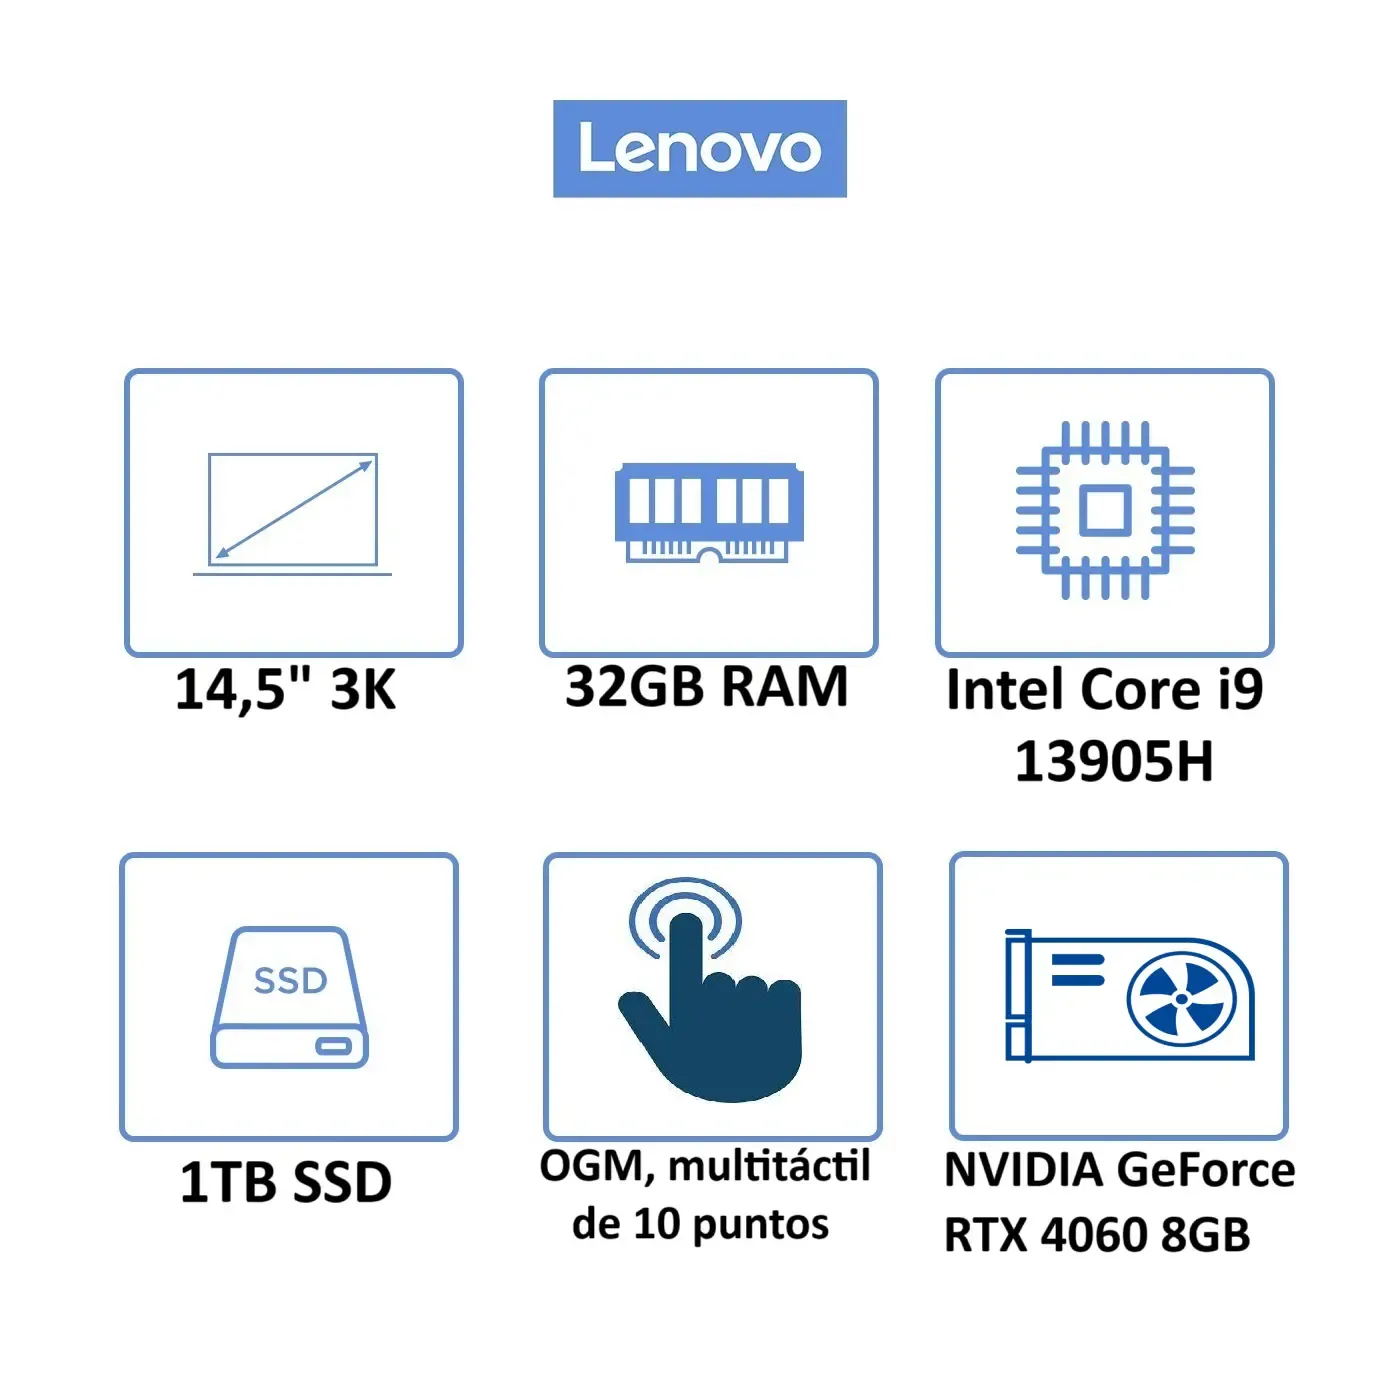 Lenovo
14,5" 3K
32GB RAM
Intel Core i9
13905H
SSD
1TB SSD
OGM, multitáctil
de 10 puntos
NVIDIA GeForce
RTX 4060 8GB